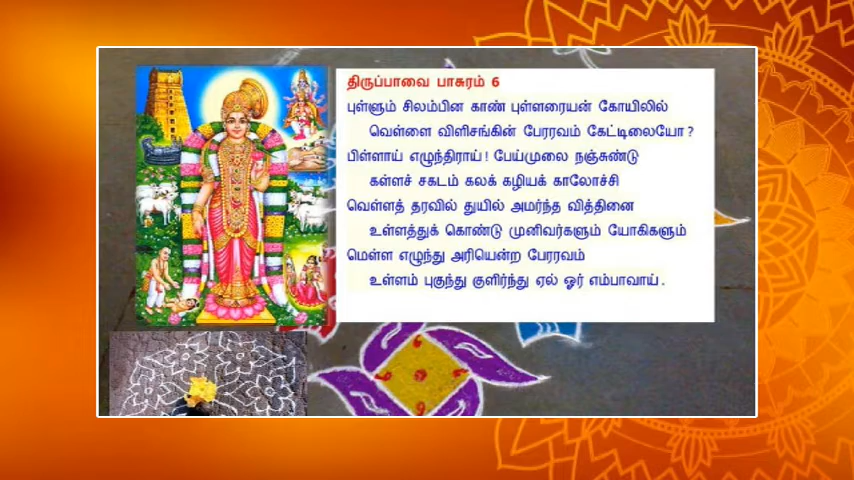 திருப்பாவை பாசுரம் 6
புள்ளும் சிலம்பின காண் புள்ளரையன் கோயிலில்
வெள்ளை விளிசங்கின் பேரரவம் கேட்டிலையோ?
பிள்ளாய் எழுந்திராய்! பேய்முலை நஞ்சுண்டு
கள்ளச் சகடம் கலக் கழியக் காலோச்சி
வெள்ளத் தரவில் துயில் அமர்ந்த வித்தினை
உள்ளத்துக் கொண்டு முனிவர்களும் யோகிகளும்
மெள்ள எழுந்து அரியென்ற பேரரவம்
உள்ளம் புகுந்து குளிர்ந்து ஏல் ஓர் எம்பாவாய்.